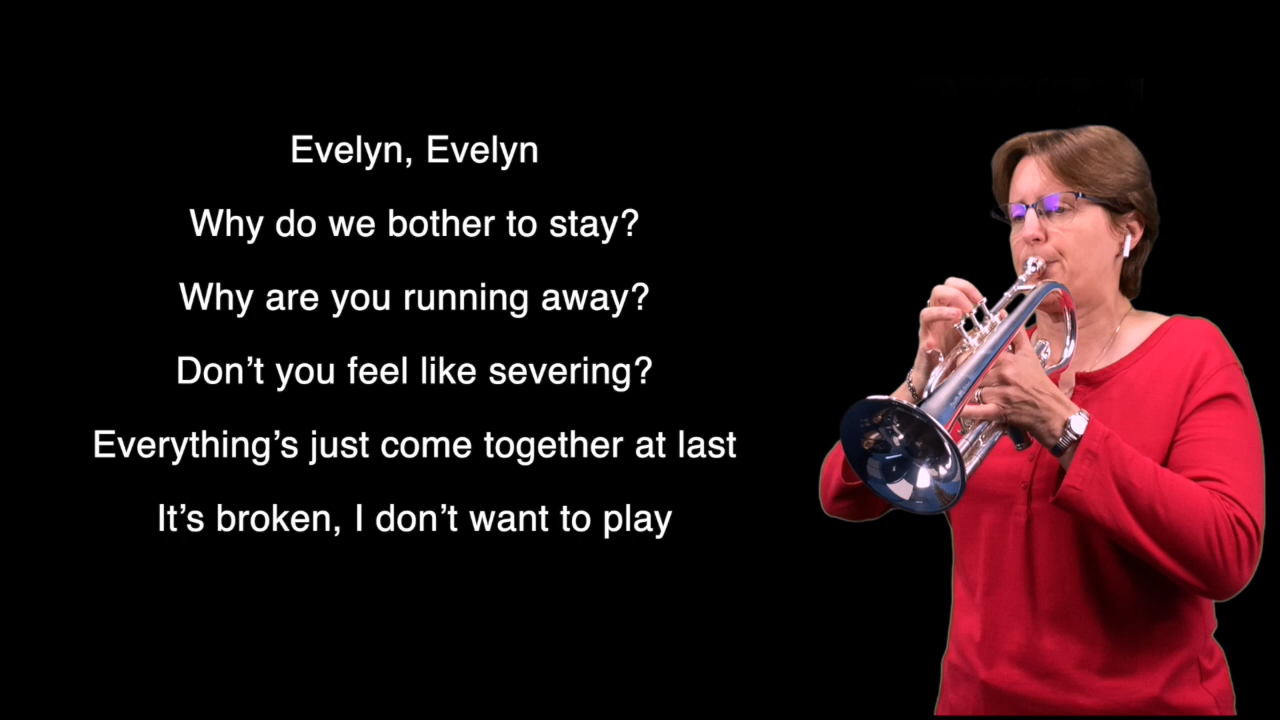 Evelyn, Evelyn
Why do we bother to stay?
Why are you running away?
Don’t you feel like severing?
Everything’s just come together at last
It’s broken, I don’t want to play